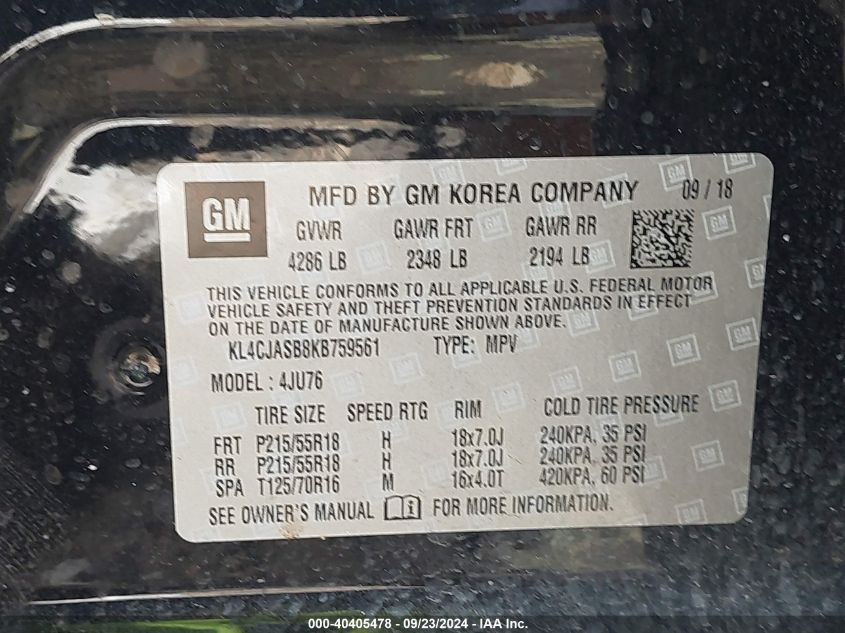 GM
MFD BY GM KOREA COMPANY 09/18
GVWR GAWR FRT GAWR RR
4286 LB 2348 LB 2194 LB
THIS VEHICLE CONFORMS TO ALL APPLICABLE U.S. FEDERAL MOTOR
VEHICLE SAFETY AND THEFT PREVENTION STANDARDS IN EFFECT
ON THE DATE OF MANUFACTURE SHOWN ABOVE.
KL4CJASB8KB759561 TYPE: MPV
MODEL : 4JU76
TIRE SIZE SPEED RTG RIM COLD TIRE PRESSURE
FRT P215/55R18 H 18x7.0J 240KPA, 35 PSI
RR P215/55R18 H 18x7.0J 240KPA, 35 PSI
SPA T125/70R16 M 16x4.0T 420KPA, 60 PSI
SEE OWNER'S MANUAL FOR MORE INFORMATION.
000-40405478 - 09/23/2024 - IAA Inc.